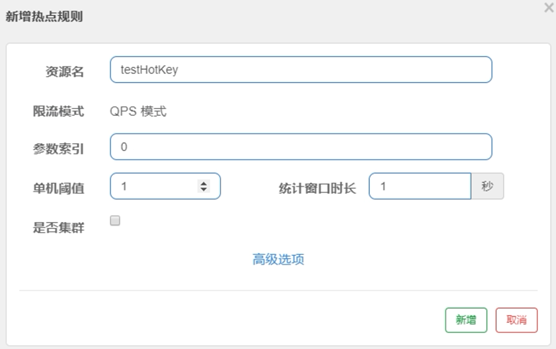 新增热点规则
资源名 testHotKey
限流模式 QPS 模式
参数索引 0
单机阈值 1 统计窗口时长 1 秒
是否集群
高级选项
新增 取消